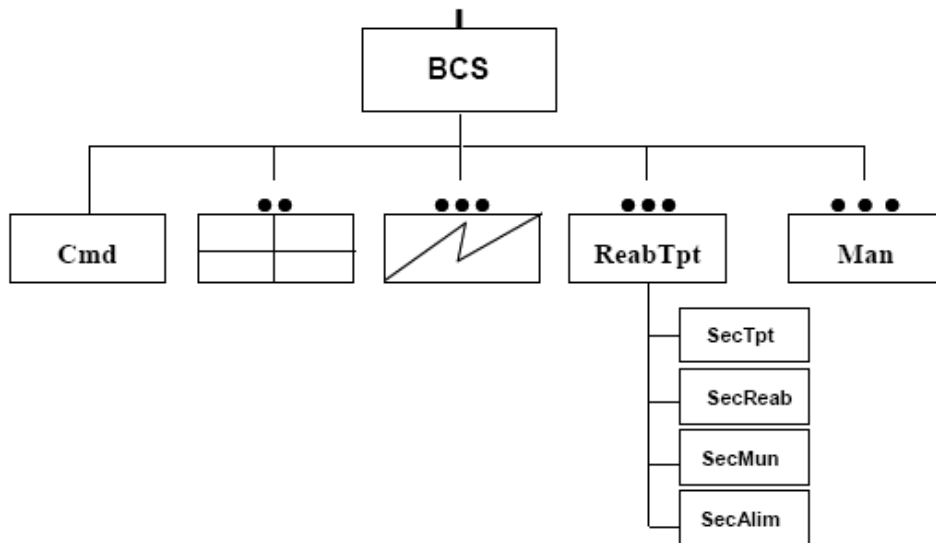 BCS
Cmd
ReabTpt
Man
SecTpt
SecReab
SecMun
SecAlim